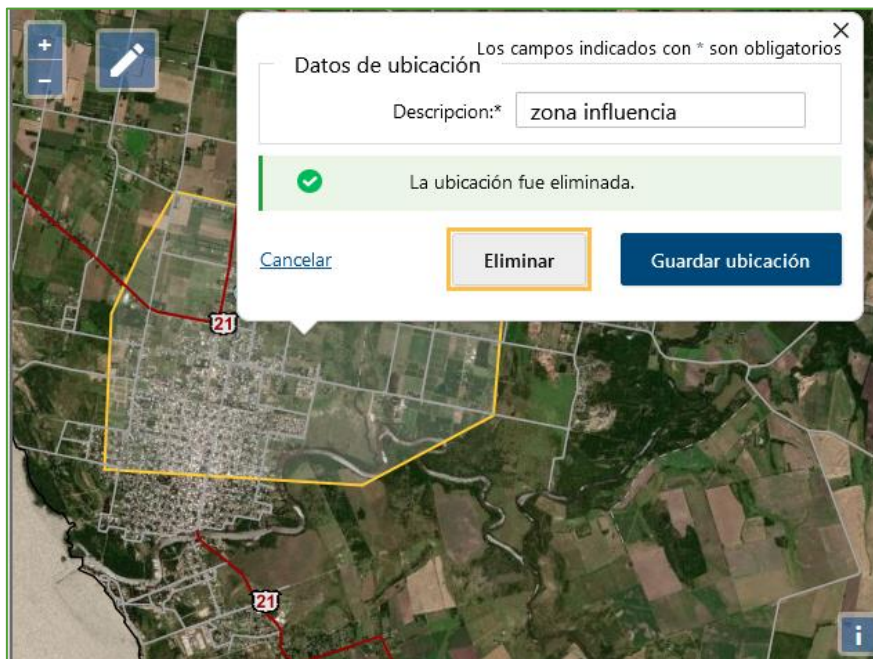 +
−
Los campos indicados con * son obligatorios
Datos de ubicación
Descripcion:* zona influencia
La ubicación fue eliminada.
Cancelar Eliminar Guardar ubicación
21
21
i